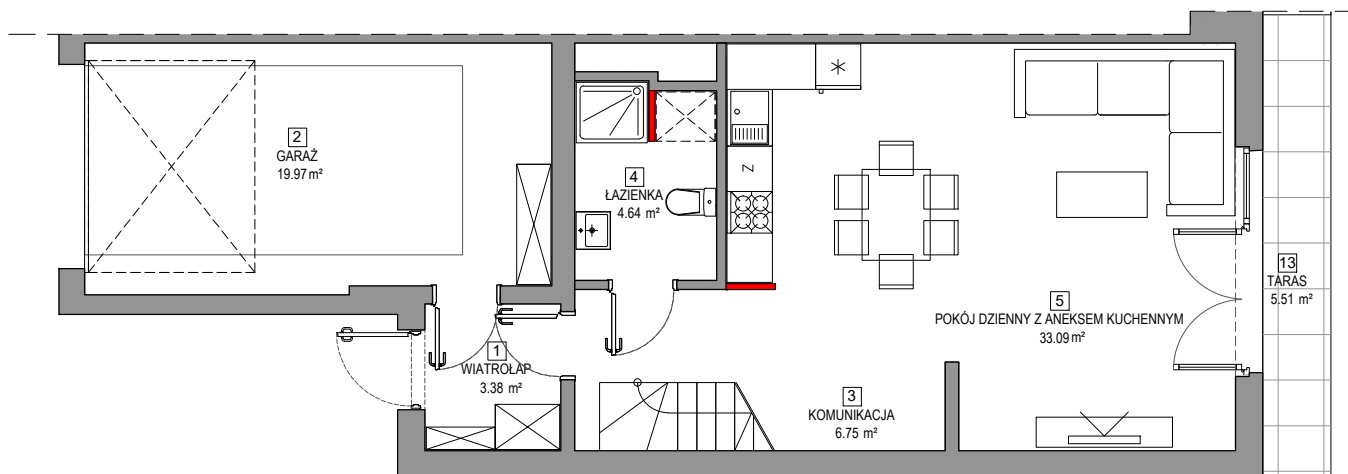 2
GARAŻ
19.97 m²
4
ŁAZIENKA
4.64 m²
Z
13
TARAS
5.51 m²
5
POKÓJ DZIENNY Z ANEKSEM KUCHENNYM
33.09 m²
1
WIATROŁAP
3.38 m²
3
KOMUNIKACJA
6.75 m²